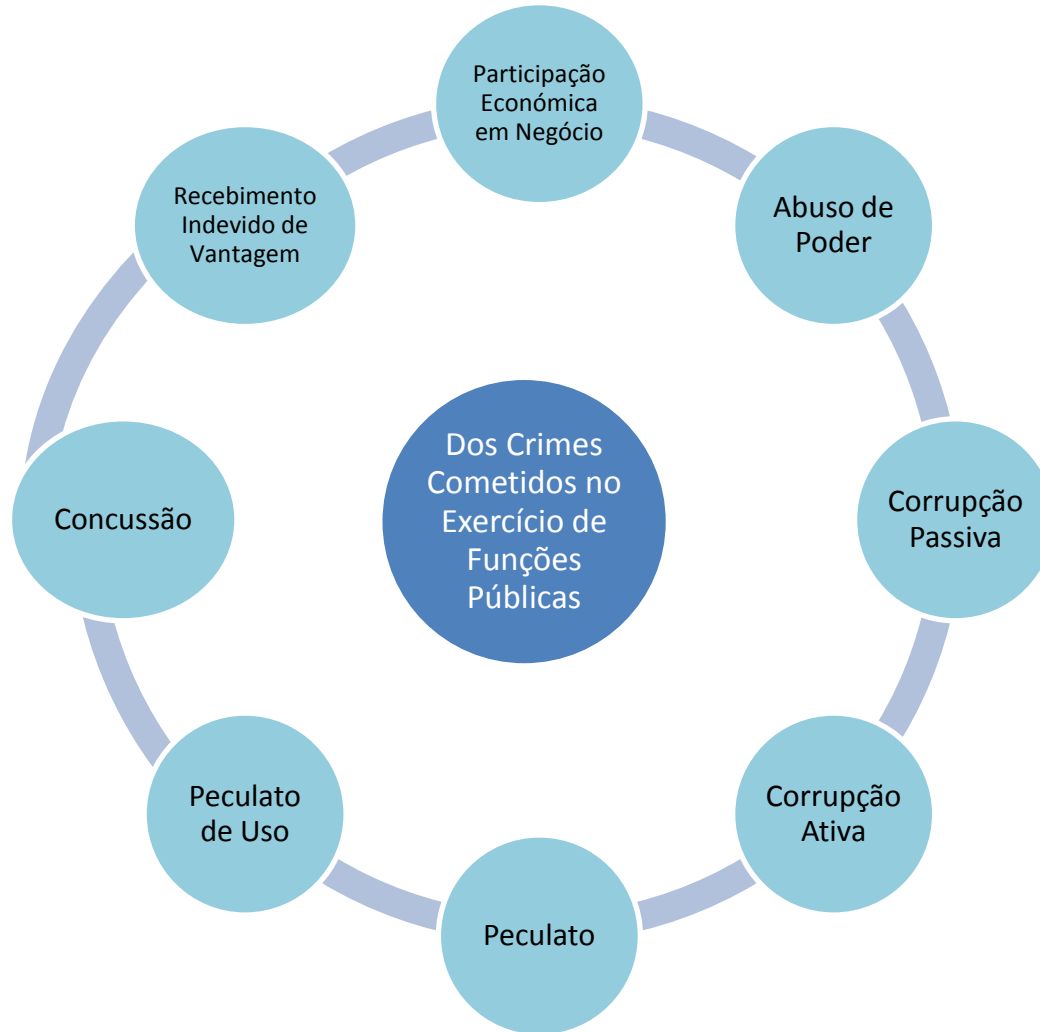 Participação
Económica
em Negócio
Abuso de
Poder
Corrupção
Passiva
Corrupção
Ativa
Peculato
Peculato
de Uso
Concussão
Recebimento
Indevido de
Vantagem
Dos Crimes
Cometidos no
Exercício de
Funções
Públicas